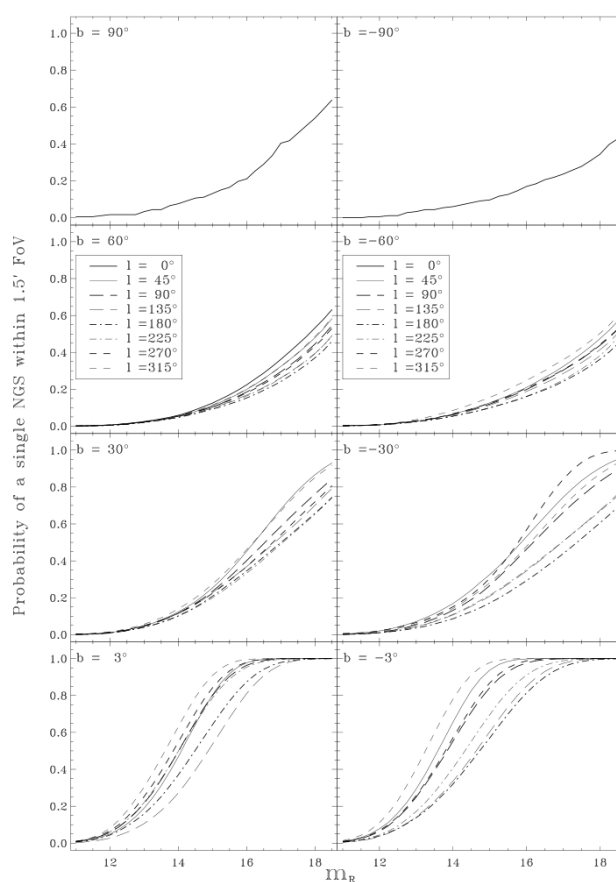 b = 90°
b =−90°
1.0
0.8
0.6
0.4
0.2
0.0
b = 60°
b =−60°
1.0
0.8
0.6
0.4
0.2
0.0
l = 0°
l = 45°
l = 90°
l =135°
l =180°
l =225°
l =270°
l =315°
l = 0°
l = 45°
l = 90°
l =135°
l =180°
l =225°
l =270°
l =315°
Probability of a single NGS within 1.5' FoV
b = 30°
b =−30°
1.0
0.8
0.6
0.4
0.2
0.0
b = 3°
b = −3°
1.0
0.8
0.6
0.4
0.2
0.0
12 14 16 18 12 14 16 18
m_R